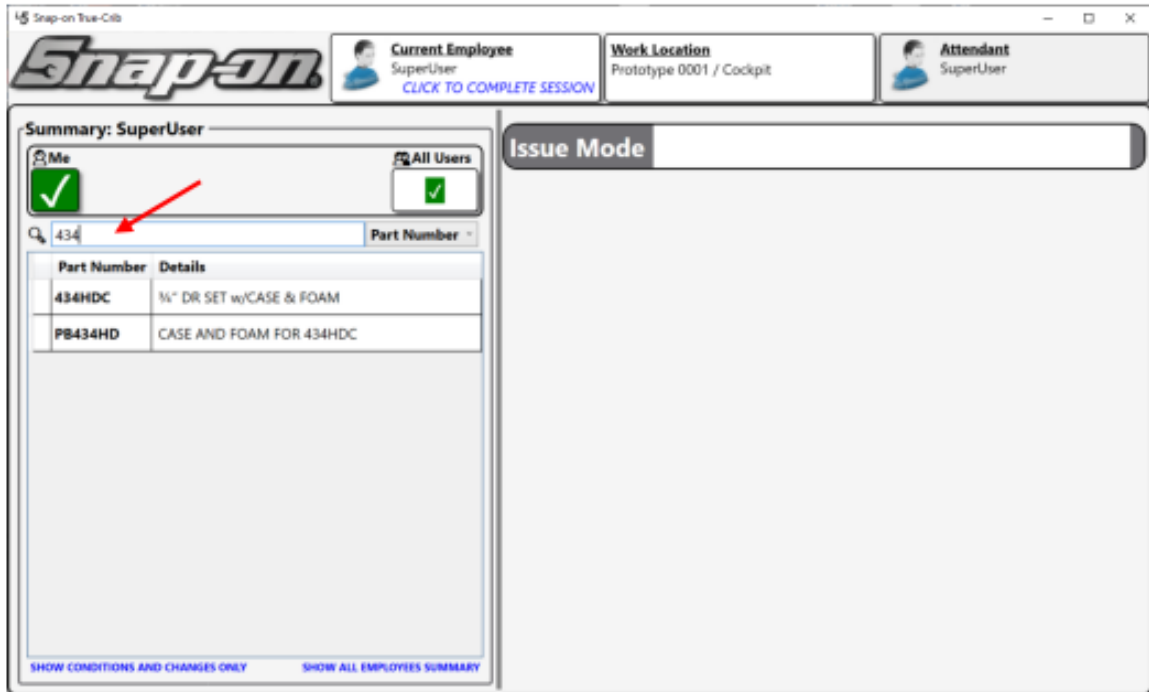 Snap-on True-Crib
Snap-on
Current Employee
SuperUser
CLICK TO COMPLETE SESSION
Work Location
Prototype 0001 / Cockpit
Attendant
SuperUser
Summary: SuperUser
Me
All Users
434
Part Number
Part Number Details
434HDC ¾" DR SET w/CASE & FOAM
PB434HD CASE AND FOAM FOR 434HDC
SHOW CONDITIONS AND CHANGES ONLY SHOW ALL EMPLOYEES SUMMARY
Issue Mode